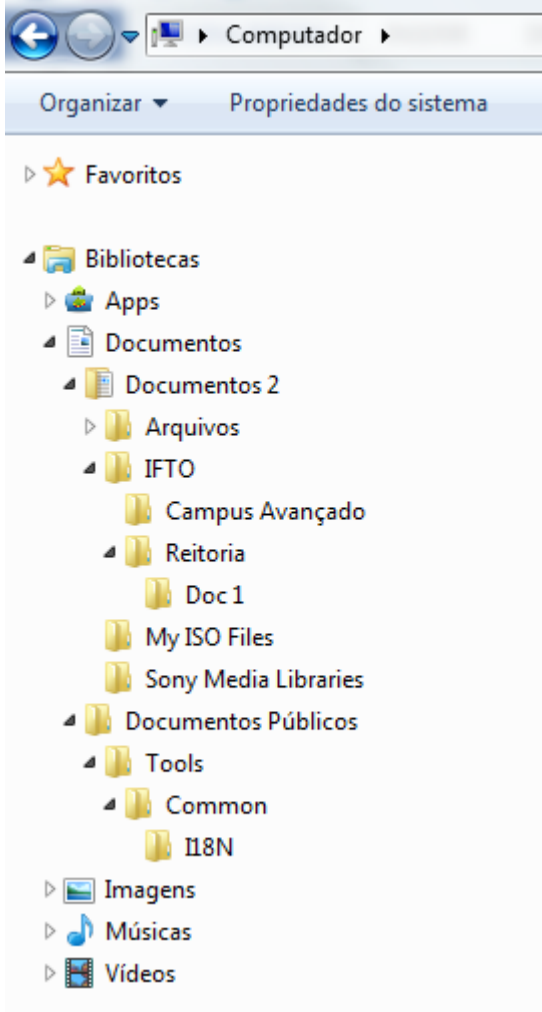 Computador
Organizar Propriedades do sistema
Favoritos
Bibliotecas
Apps
Documentos
Documentos 2
Arquivos
IFTO
Campus Avançado
Reitoria
Doc 1
My ISO Files
Sony Media Libraries
Documentos Públicos
Tools
Common
I18N
Imagens
Músicas
Vídeos